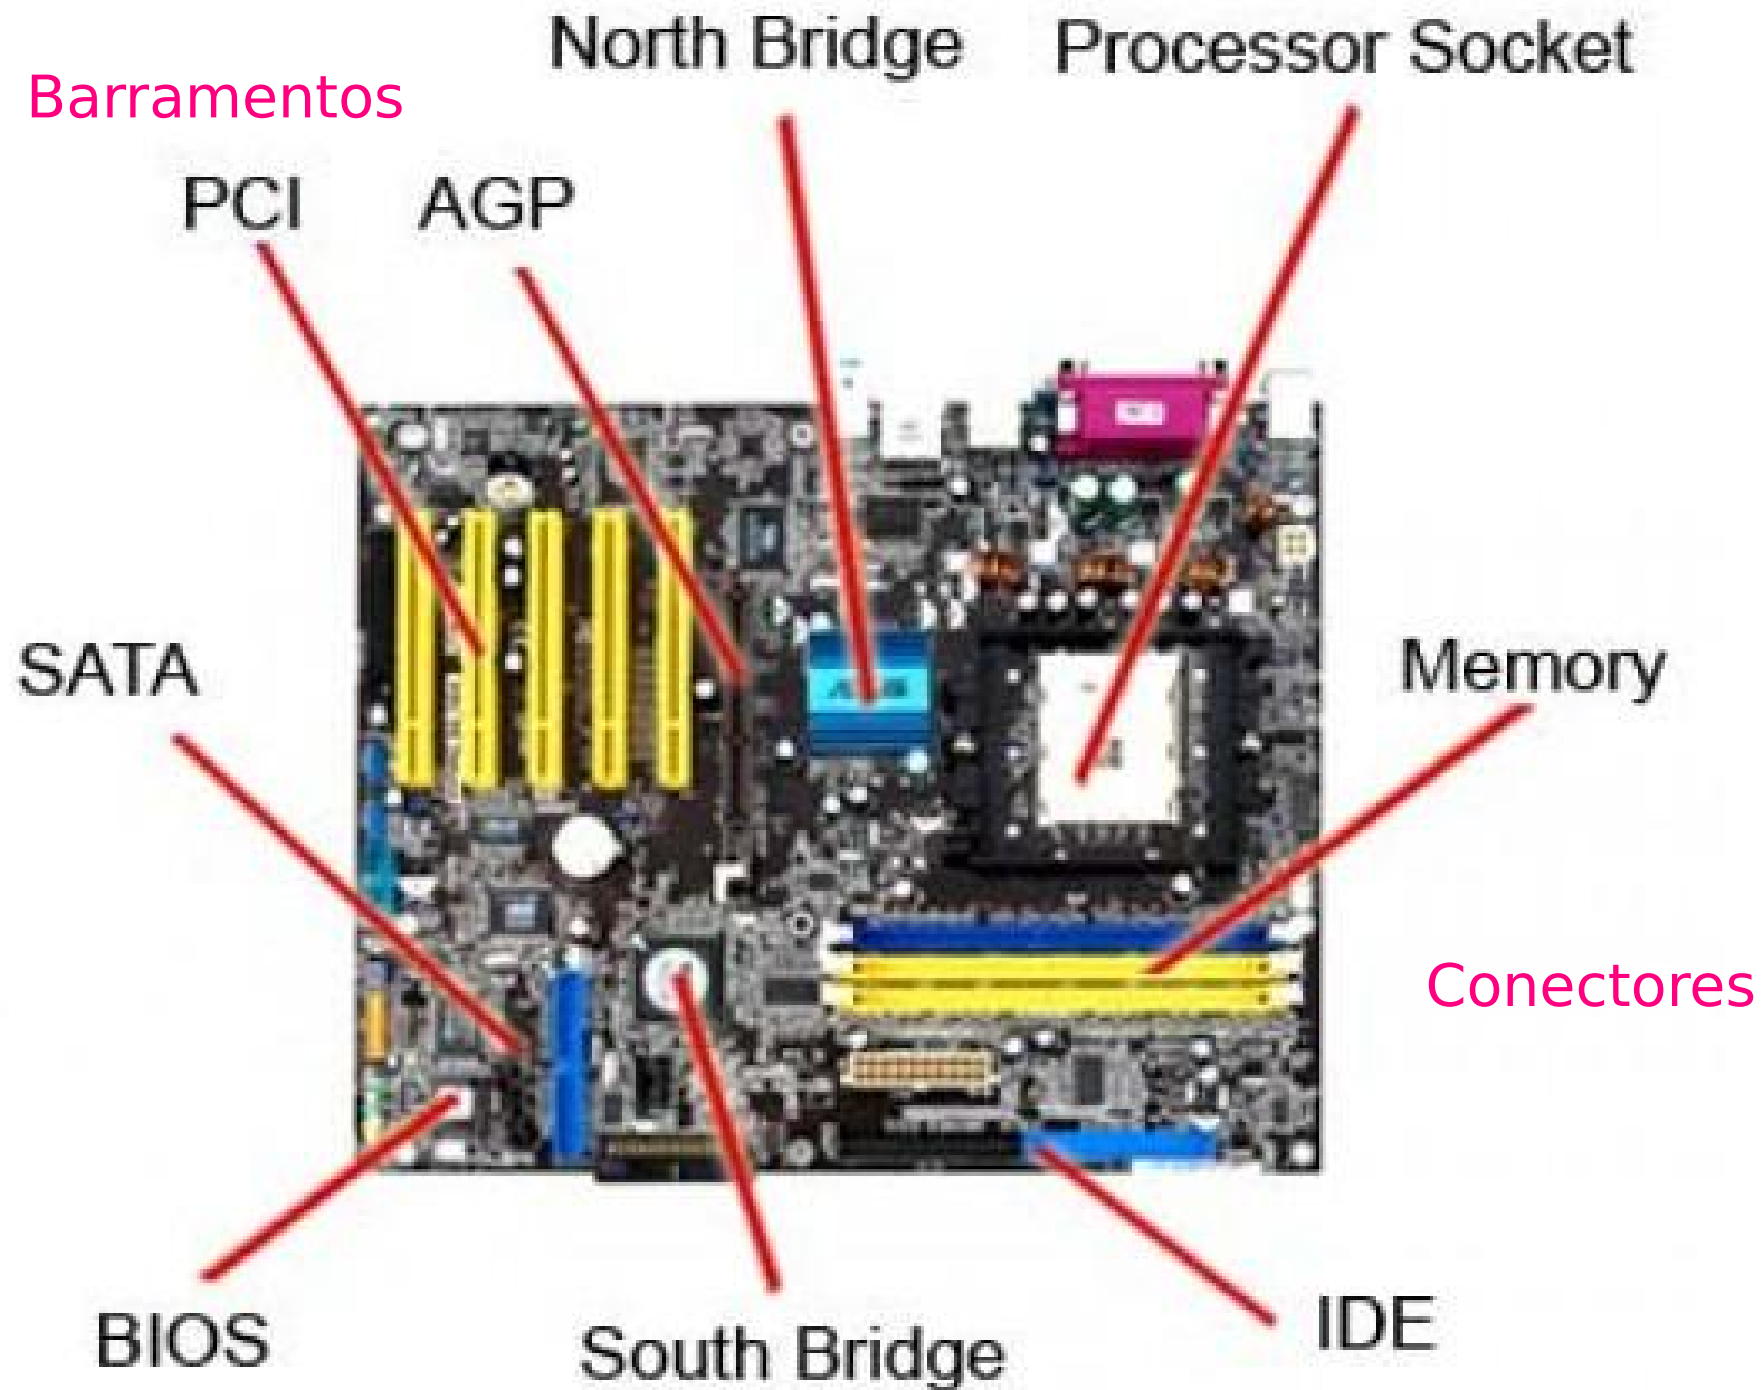 North Bridge
Processor Socket
Barramentos
PCI
AGP
SATA
Memory
Conectores
BIOS
South Bridge
IDE